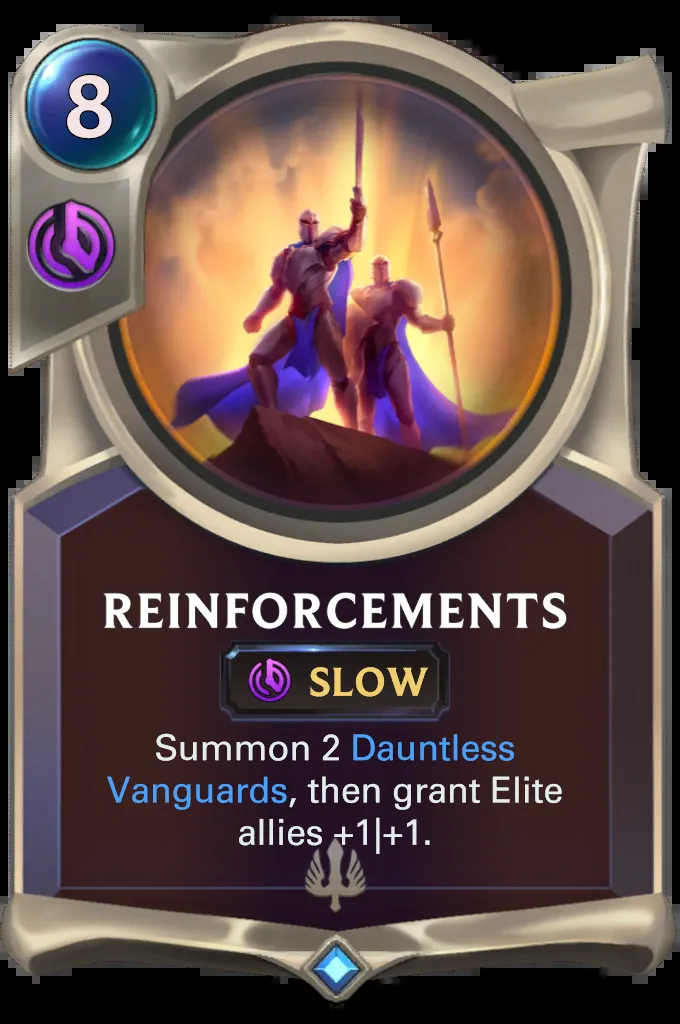 8
REINFORCEMENTS
SLOW
Summon 2 Dauntless
Vanguards, then grant Elite
allies +1|+1.